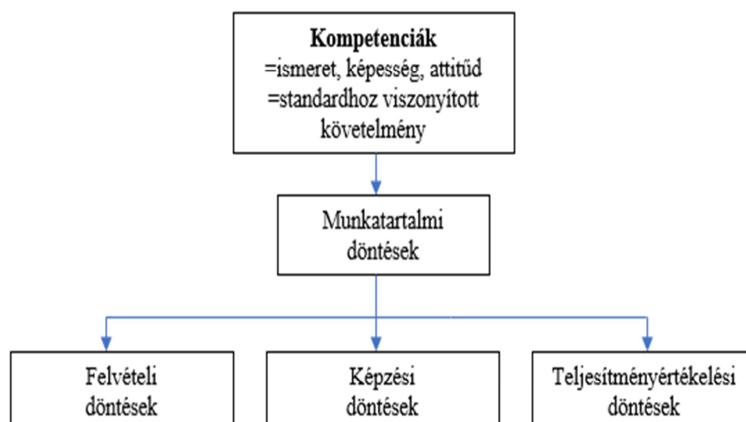 Kompetenciák
=ismeret, képesség, attitűd
=standardhoz viszonyított
követelmény
Munkatartalmi
döntések
Felvételi
döntések
Képzési
döntések
Teljesítményértékelési
döntések